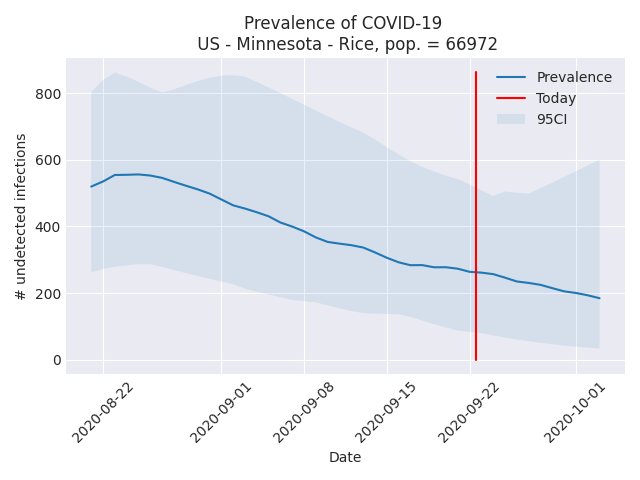 Prevalence of COVID-19
US - Minnesota - Rice, pop. = 66972
Prevalence
Today
95CI
# undetected infections
800
600
400
200
0
2020-08-22
2020-09-01
2020-09-08
2020-09-15
2020-09-22
2020-10-01
Date